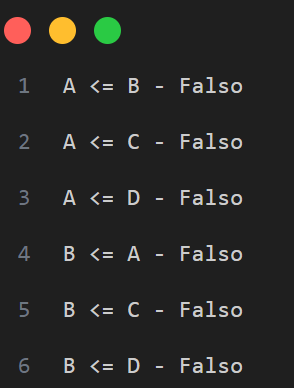 1 A <= B - Falso
2 A <= C - Falso
3 A <= D - Falso
4 B <= A - Falso
5 B <= C - Falso
6 B <= D - Falso